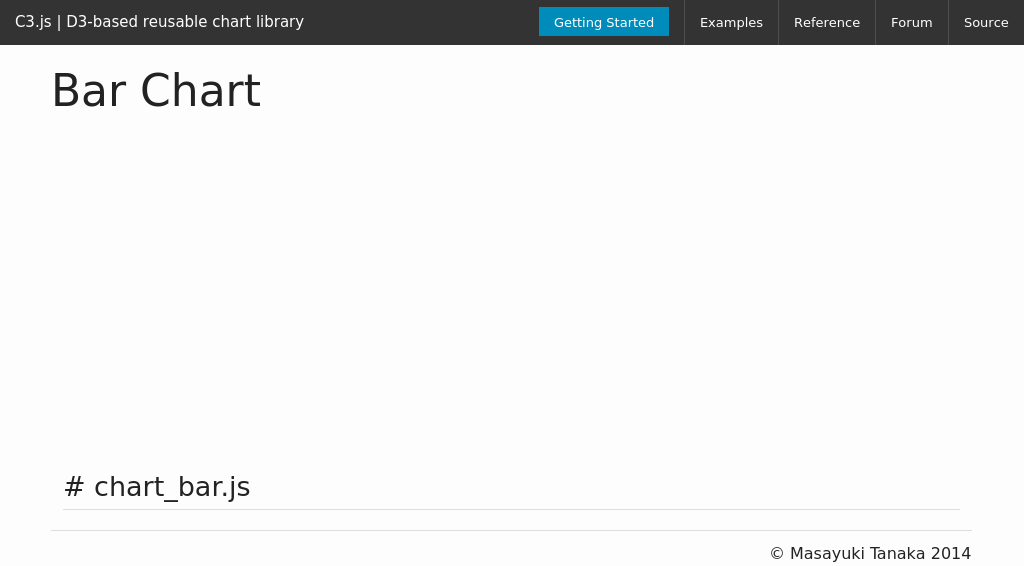 C3.js | D3-based reusable chart library
Getting Started
Examples
Reference
Forum
Source
Bar Chart
# chart_bar.js
© Masayuki Tanaka 2014